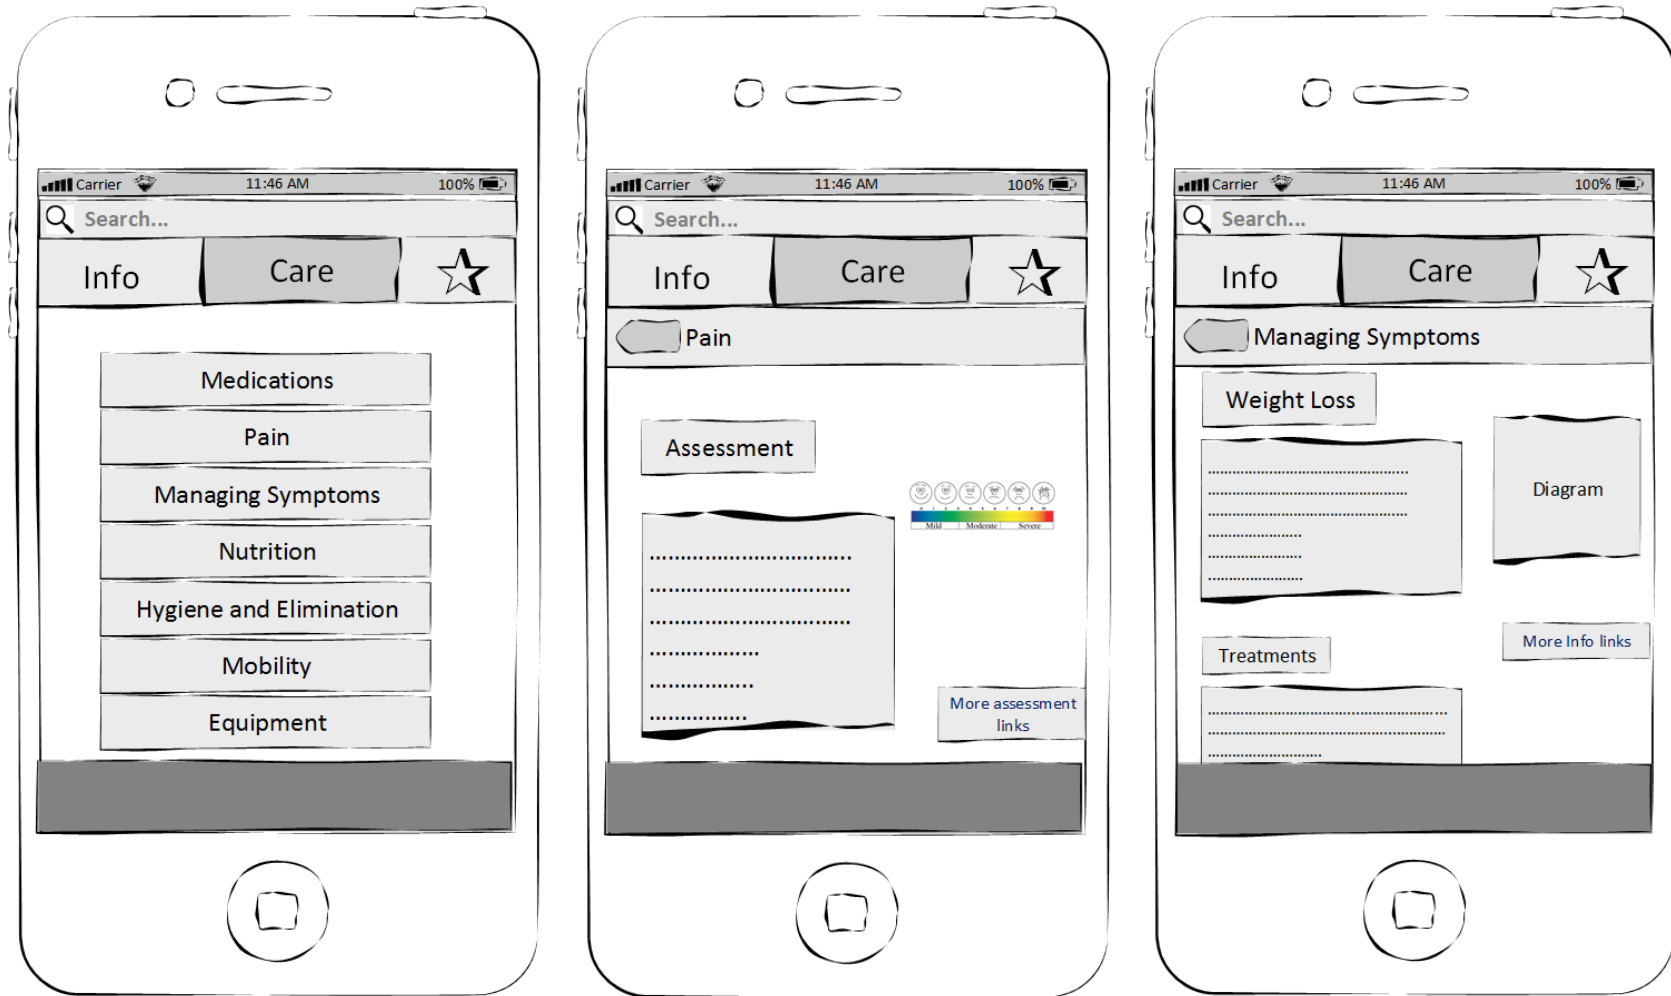 Carrier 11:46 AM 100%
Search...
Info Care
Medications
Pain
Managing Symptoms
Nutrition
Hygiene and Elimination
Mobility
Equipment
Carrier 11:46 AM 100%
Search...
Info Care
Pain
Assessment
Mild Moderate Severe
More assessment
links
Carrier 11:46 AM 100%
Search...
Info Care
Managing Symptoms
Weight Loss
Diagram
More Info links
Treatments